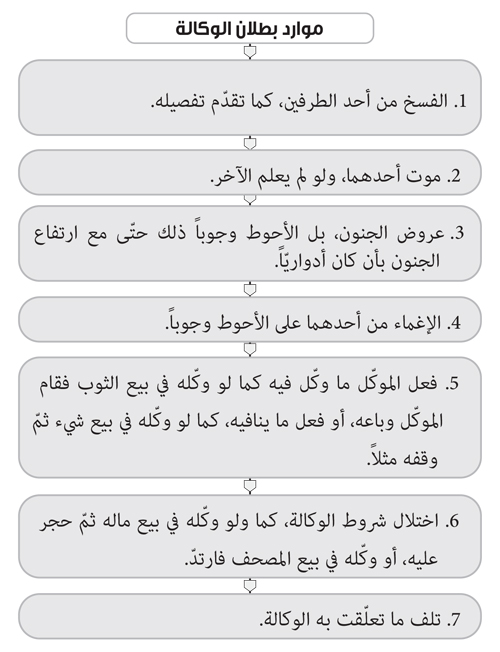 موارد بطلان الوكالة
1. الفسخ من أحد الطرفين، كما تقدّم تفصيله.
2. موت أحدهما، ولو لم يعلم الآخر.
3. عروض الجنون، بل الأحوط وجوباً ذلك حتّى مع ارتفاع
الجنون بأن كان أدواريّاً.
4. الإغماء من أحدهما على الأحوط وجوباً.
5. فعل الموكّل ما وكّل فيه كما لو وكّله في بيع الثوب فقام
الموكّل وباعه، أو فعل ما ينافيه، كما لو وكّله في بيع شيء ثمّ
وقفه مثلاً.
6. اختلال شروط الوكالة، كما ولو وكّله في بيع ماله ثمّ حجر
عليه، أو وكّله في بيع المصحف فارتدّ.
7. تلف ما تعلّقت به الوكالة.